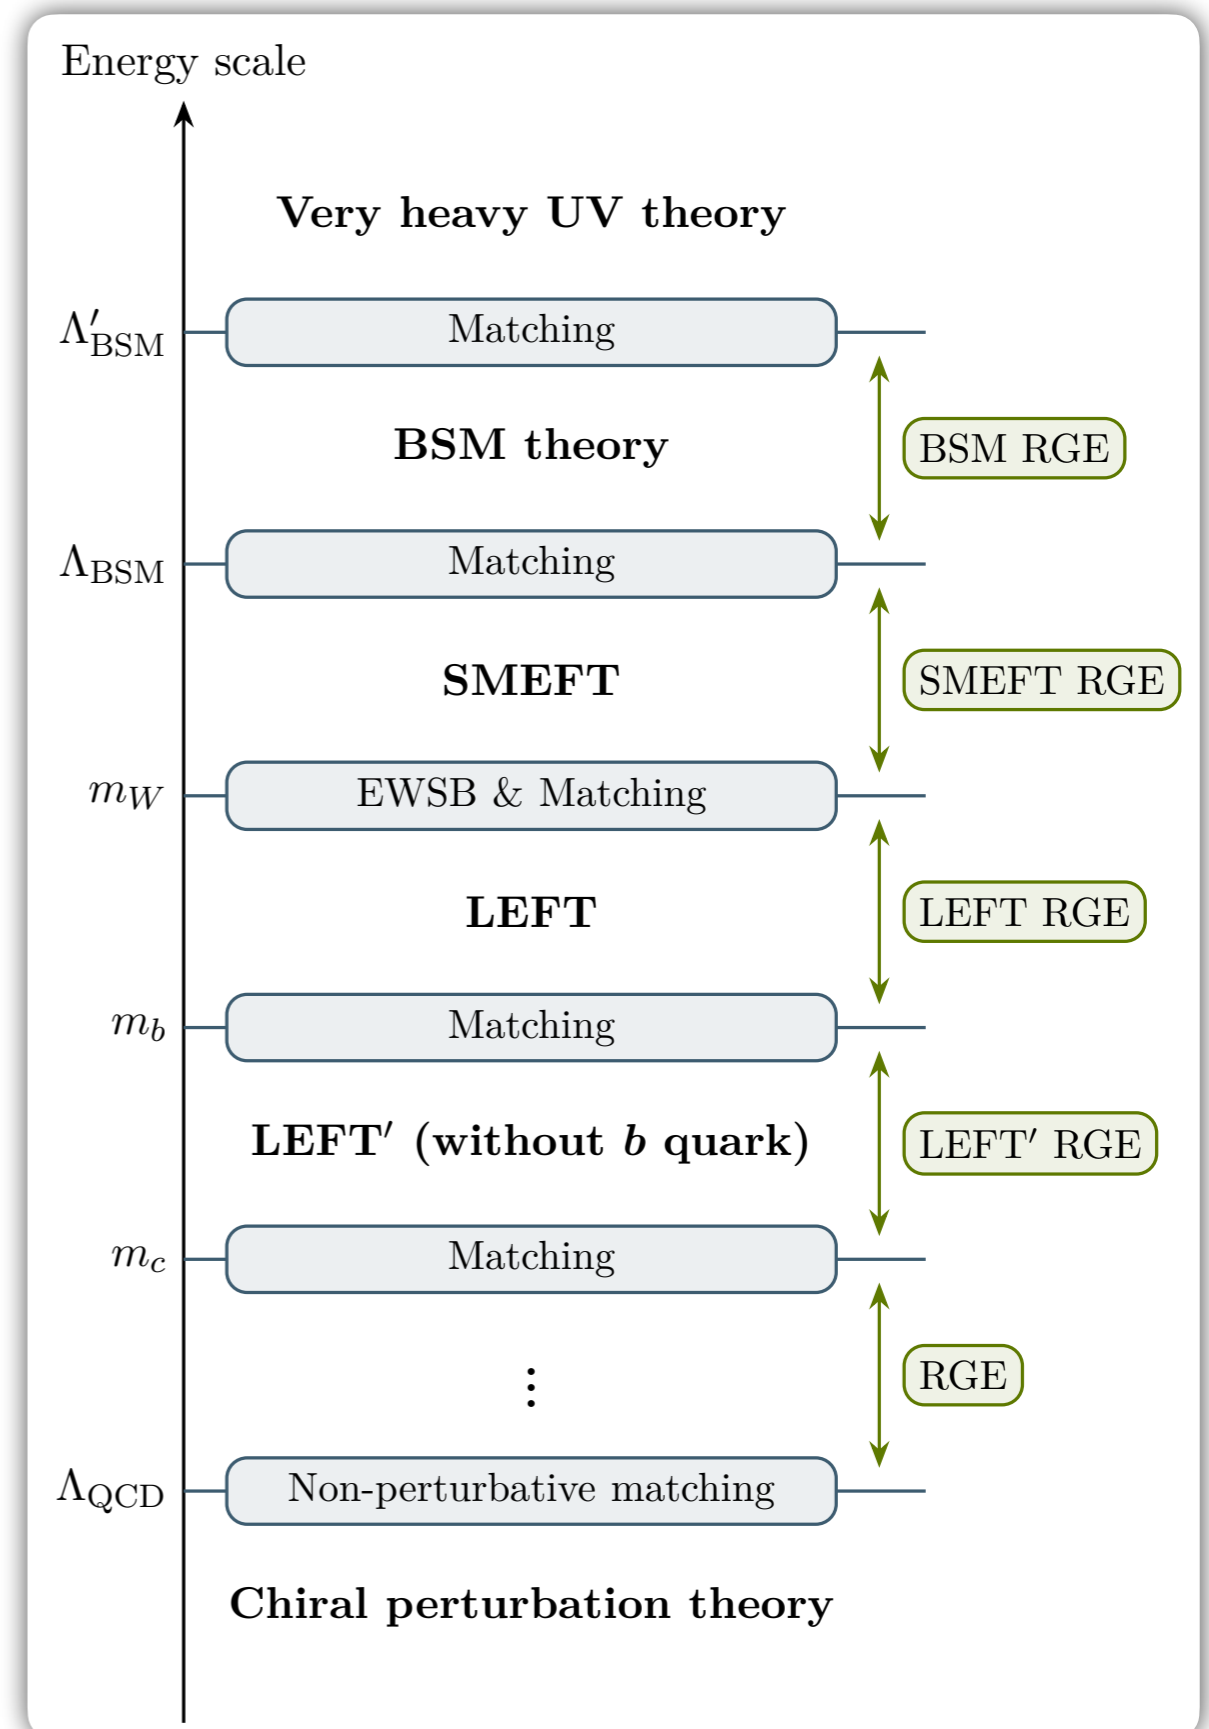 Energy scale
Very heavy UV theory
Λ′BSM
Matching
BSM theory
BSM RGE
ΛBSM
Matching
SMEFT
SMEFT RGE
mW
EWSB & Matching
LEFT
LEFT RGE
mb
Matching
LEFT′ (without b quark)
LEFT′ RGE
mc
Matching
⋮
RGE
ΛQCD
Non-perturbative matching
Chiral perturbation theory